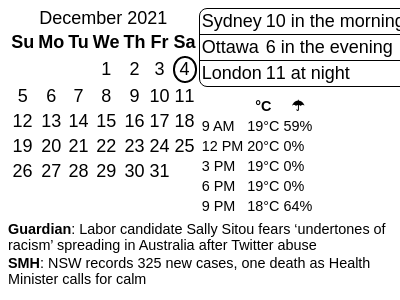 December 2021
Su Mo Tu We Th Fr Sa
1 2 3 4
5 6 7 8 9 10 11
12 13 14 15 16 17 18
19 20 21 22 23 24 25
26 27 28 29 30 31
Sydney 10 in the morning
Ottawa 6 in the evening
London 11 at night
°C ☂
9 AM 19°C 59%
12 PM 20°C 0%
3 PM 19°C 0%
6 PM 19°C 0%
9 PM 18°C 64%
Guardian: Labor candidate Sally Sitou fears ‘undertones of
racism’ spreading in Australia after Twitter abuse
SMH: NSW records 325 new cases, one death as Health
Minister calls for calm